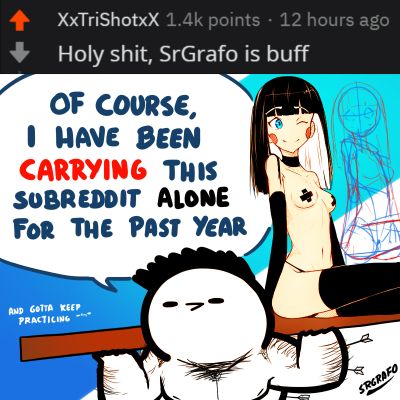 XxTriShotxX 1.4k points · 12 hours ago
Holy shit, SrGrafo is buff
OF COURSE,
I HAVE BEEN
CARRYING THIS
SUBREDDIT ALONE
FOR THE PAST YEAR
AND GOTTA KEEP
PRACTICING
SRGRAFO